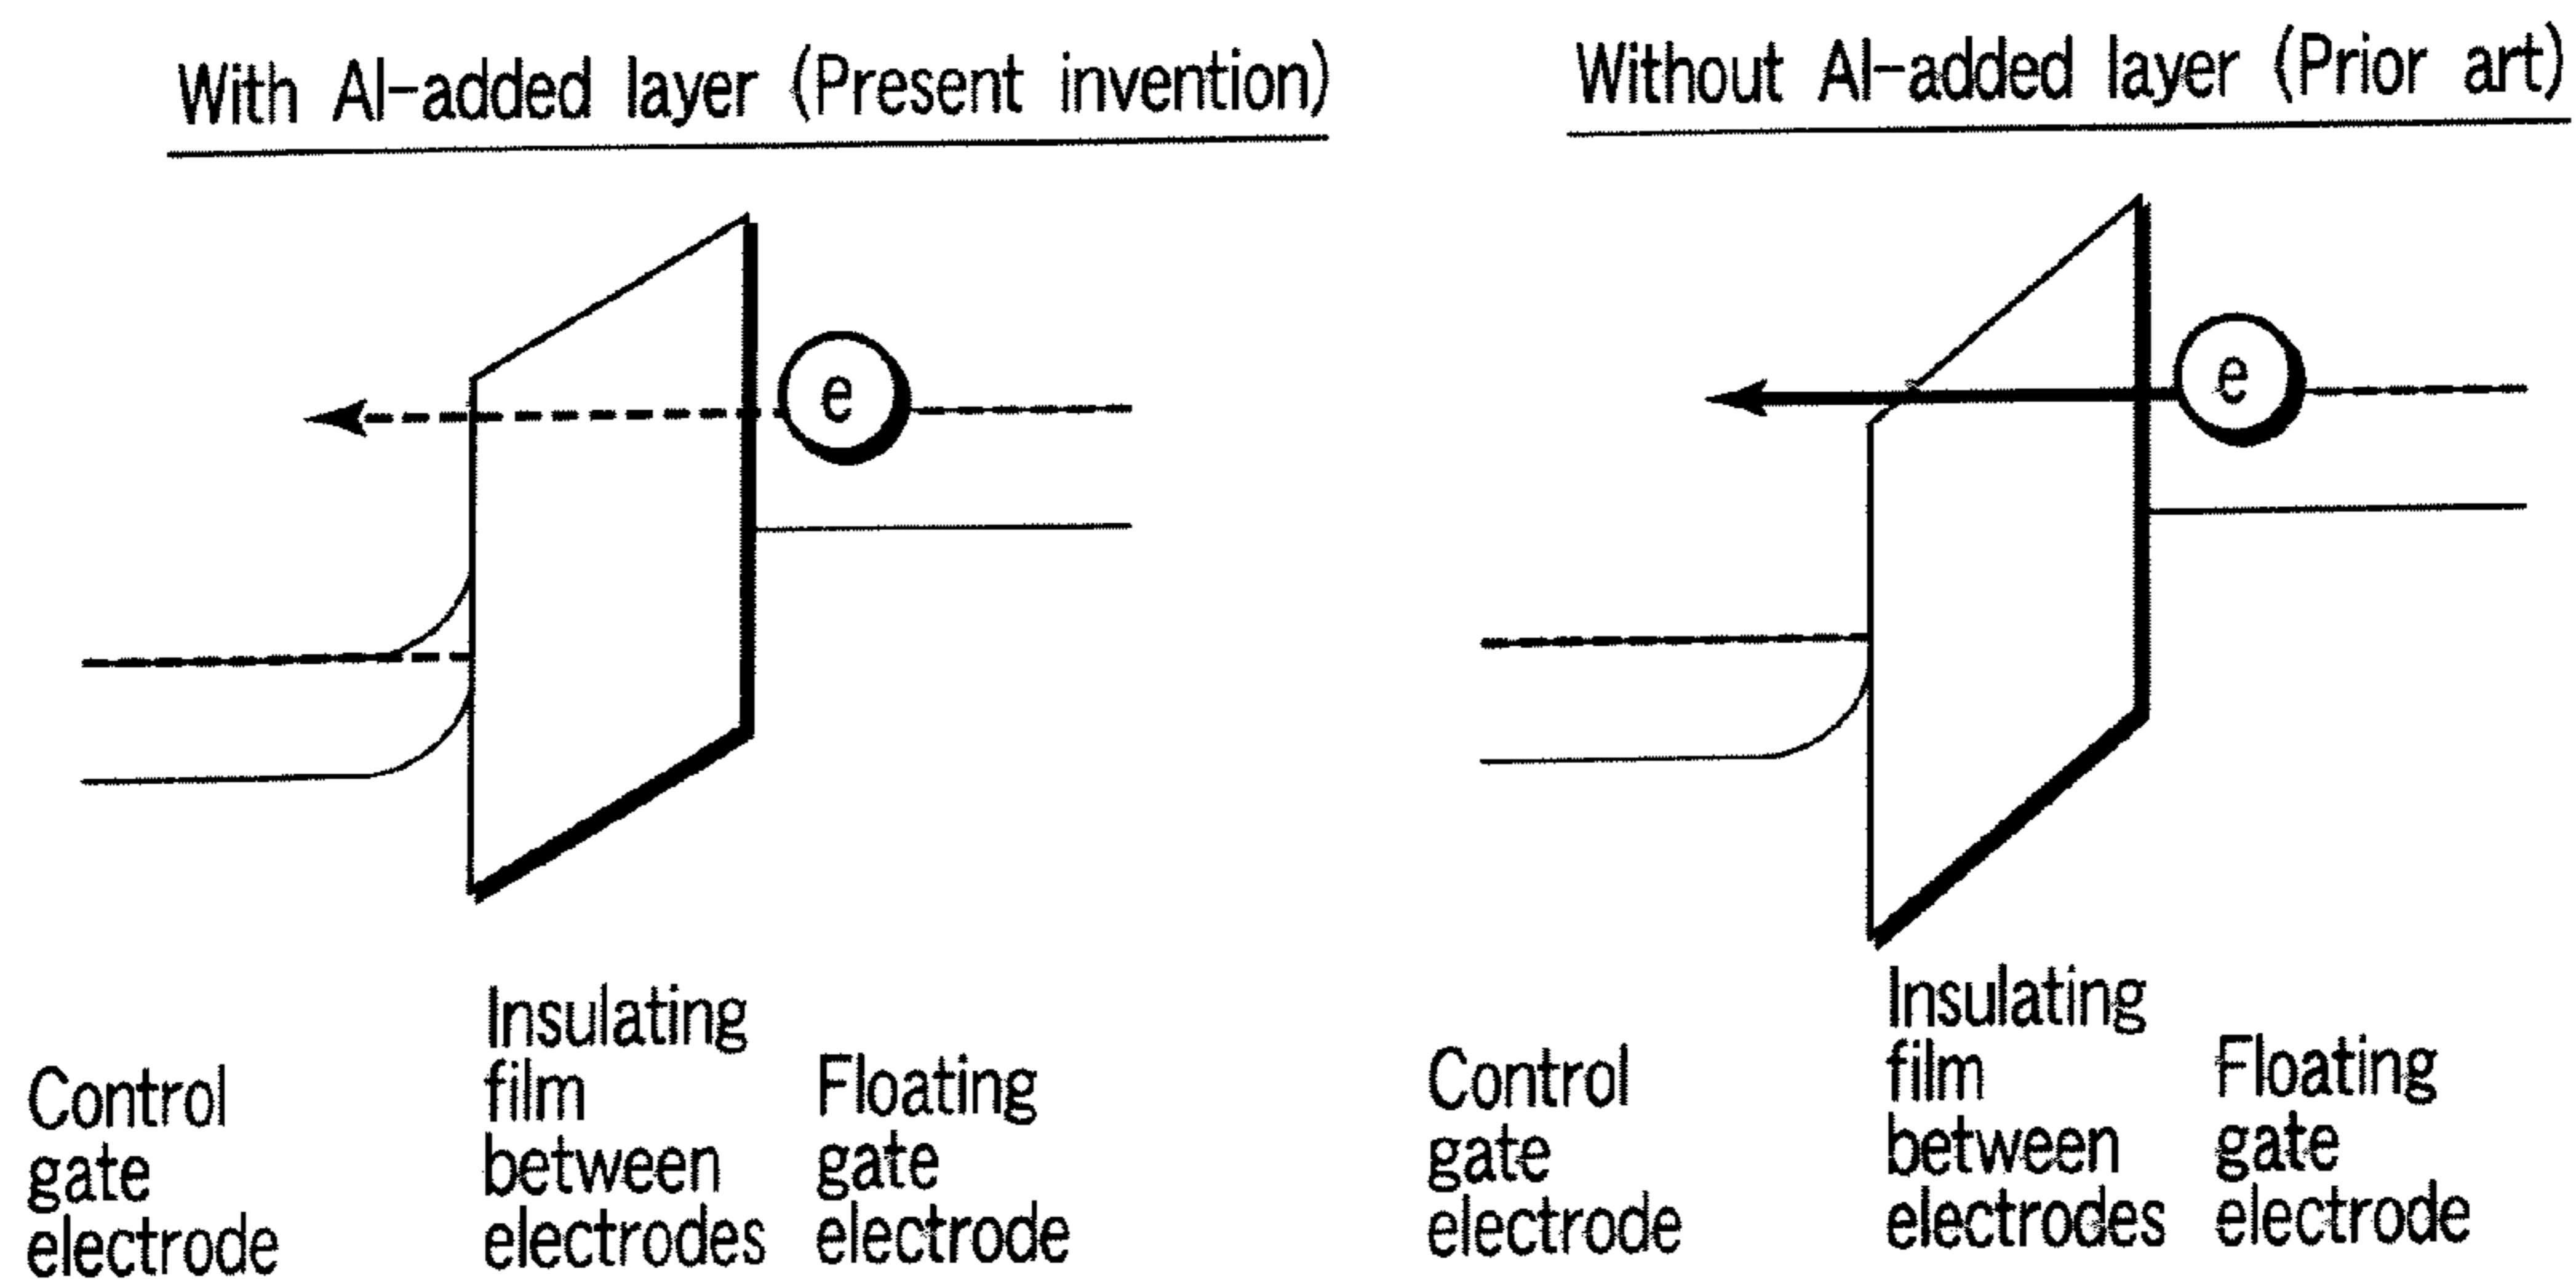 With Al-added layer (Present invention)
e
Control
gate
electrode
Insulating
film
between
electrodes
Floating
gate
electrode
Without Al-added layer (Prior art)
e
Control
gate
electrode
Insulating
film
between
electrodes
Floating
gate
electrode